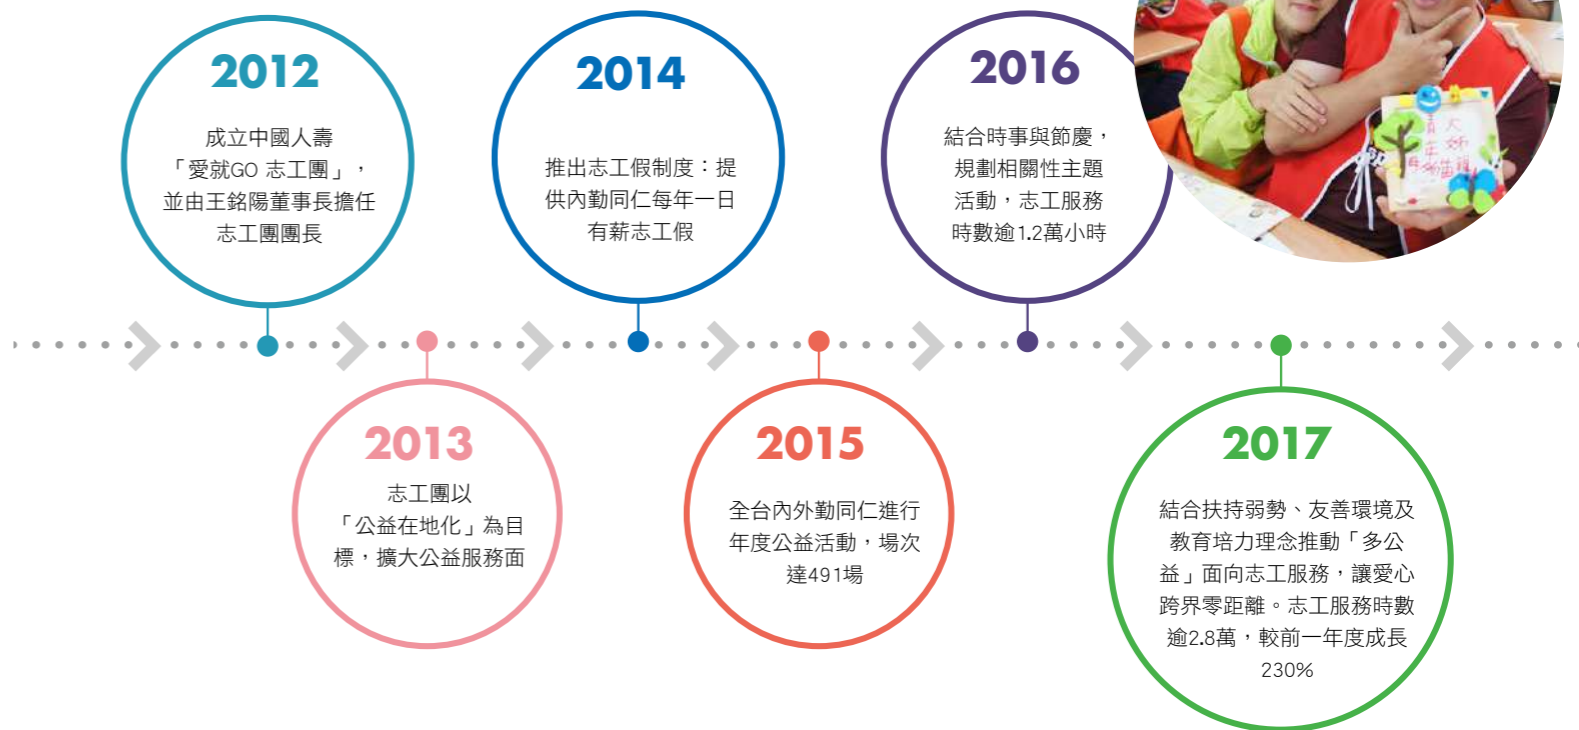 2012
成立中國人壽
「愛就GO 志工團」，
並由王銘陽董事長擔任
志工團團長
2013
志工團以
「公益在地化」為目
標，擴大公益服務面
2014
推出志工假制度：提
供內勤同仁每年一日
有薪志工假
2015
全台內外勤同仁進行
年度公益活動，場次
達491場
2016
結合時事與節慶，
規劃相關性主題
活動，志工服務
時數逾1.2萬小時
2017
結合扶持弱勢、友善環境及
教育培力理念推動「多公
益」面向志工服務，讓愛心
跨界零距離。志工服務時數
逾2.8萬，較前一年度成長
230%